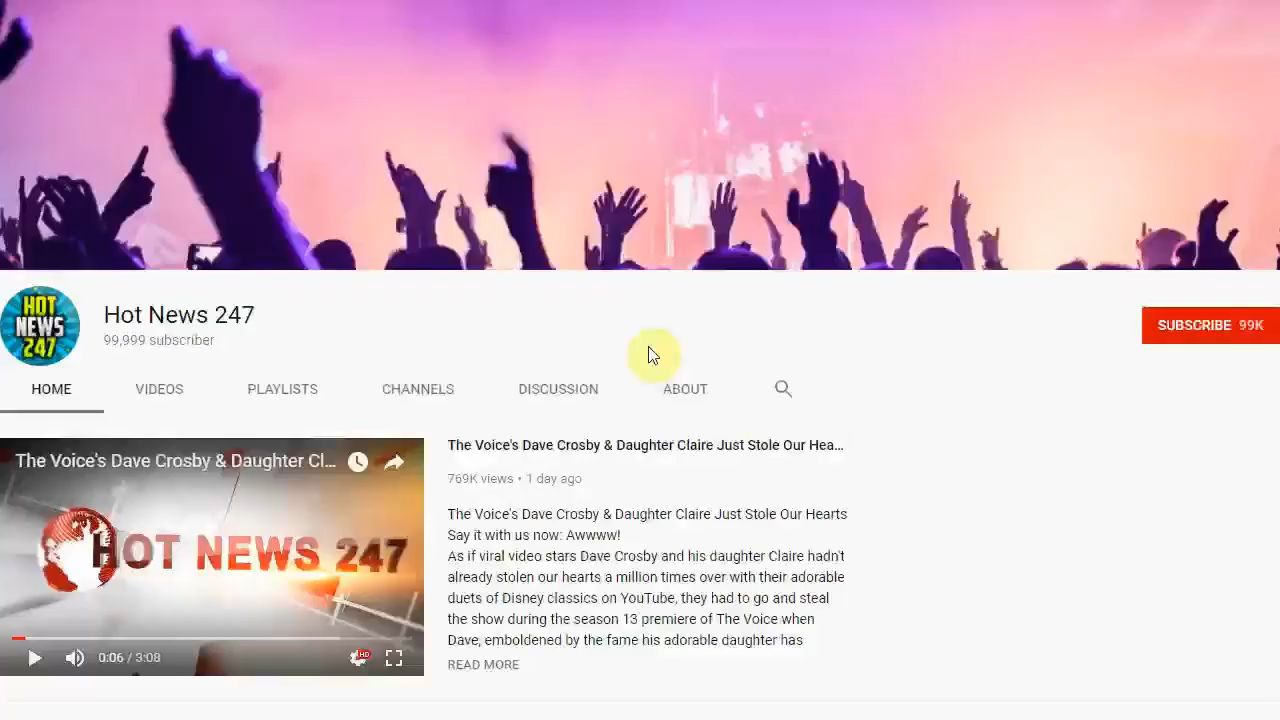 HOT
NEWS
247
Hot News 247
99,999 subscriber
SUBSCRIBE 99K
HOME VIDEOS PLAYLISTS CHANNELS DISCUSSION ABOUT
The Voice's Dave Crosby & Daughter Cl...
HOT NEWS 247
HD
0:06 / 3:08
The Voice's Dave Crosby & Daughter Claire Just Stole Our Hea...
769K views • 1 day ago
The Voice's Dave Crosby & Daughter Claire Just Stole Our Hearts
Say it with us now: Awwww!
As if viral video stars Dave Crosby and his daughter Claire hadn't
already stolen our hearts a million times over with their adorable
duets of Disney classics on YouTube, they had to go and steal
the show during the season 13 premiere of The Voice when
Dave, emboldened by the fame his adorable daughter has
READ MORE